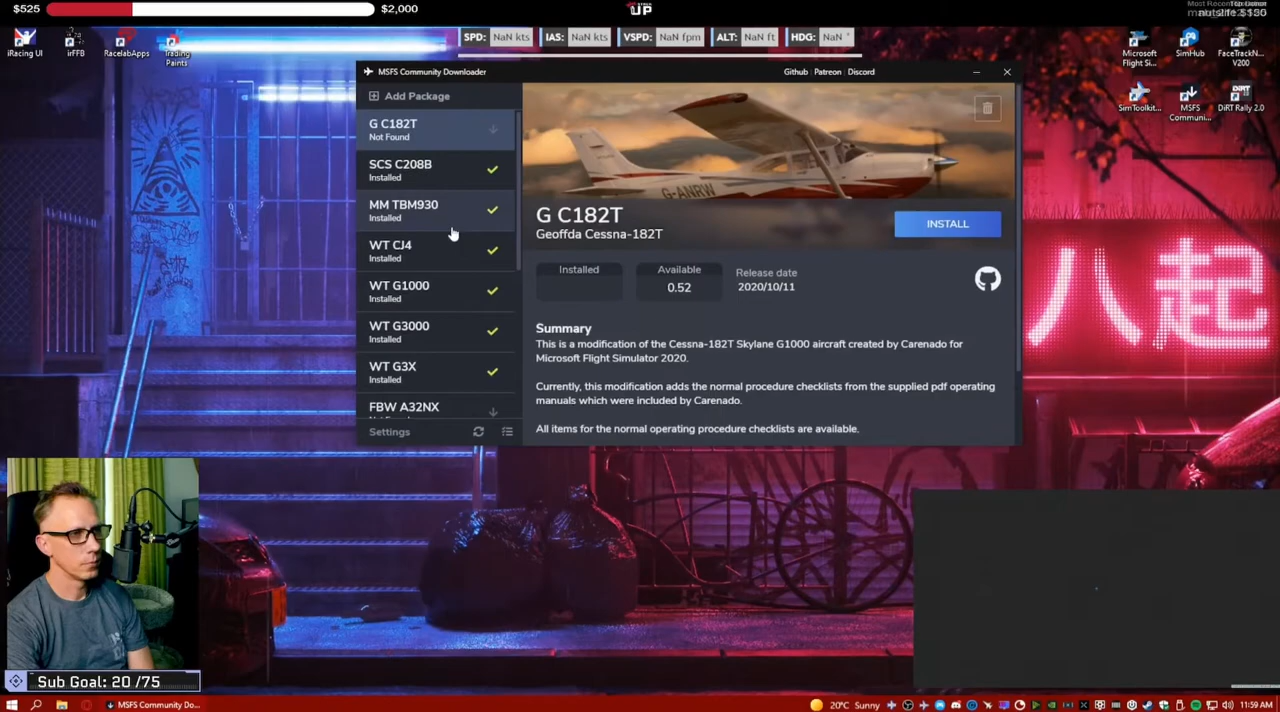 $525
$2,000
UP
SPD: NaN kts
IAS: NaN kts
VSPD: NaN fpm
ALT: NaN ft
HDG: NaN °
iRacing UI
irFFB
RacelabApps
Trading
Paints
Microsoft
Flight Si...
SimHub
FaceTrackN...
V200
SimToolkit...
MSFS
Communi...
DiRT Rally 2.0
MSFS Community Downloader
Github | Patreon | Discord
Add Package
G C182T
Not Found
SCS C208B
Installed
MM TBM930
Installed
WT CJ4
Installed
WT G1000
Installed
WT G3000
Installed
WT G3X
Installed
FBW A32NX
Settings
G-ANRW
G C182T
Geoffda Cessna-182T
INSTALL
Installed
Available
0.52
Release date
2020/10/11
Summary
This is a modification of the Cessna-182T Skylane G1000 aircraft created by Carenado for
Microsoft Flight Simulator 2020.
Currently, this modification adds the normal procedure checklists from the supplied pdf operating
manuals which were included by Carenado.
All items for the normal operating procedure checklists are available.
八起
Sub Goal: 20 /75
MSFS Community Do...
20°C Sunny
11:59 AM